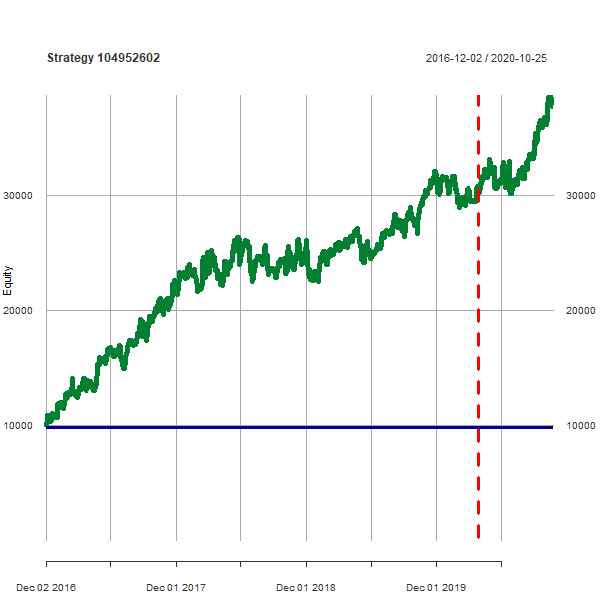 Strategy 104952602
2016-12-02 / 2020-10-25
30000
30000
Equity
20000
20000
10000
10000
Dec 02 2016
Dec 01 2017
Dec 01 2018
Dec 01 2019